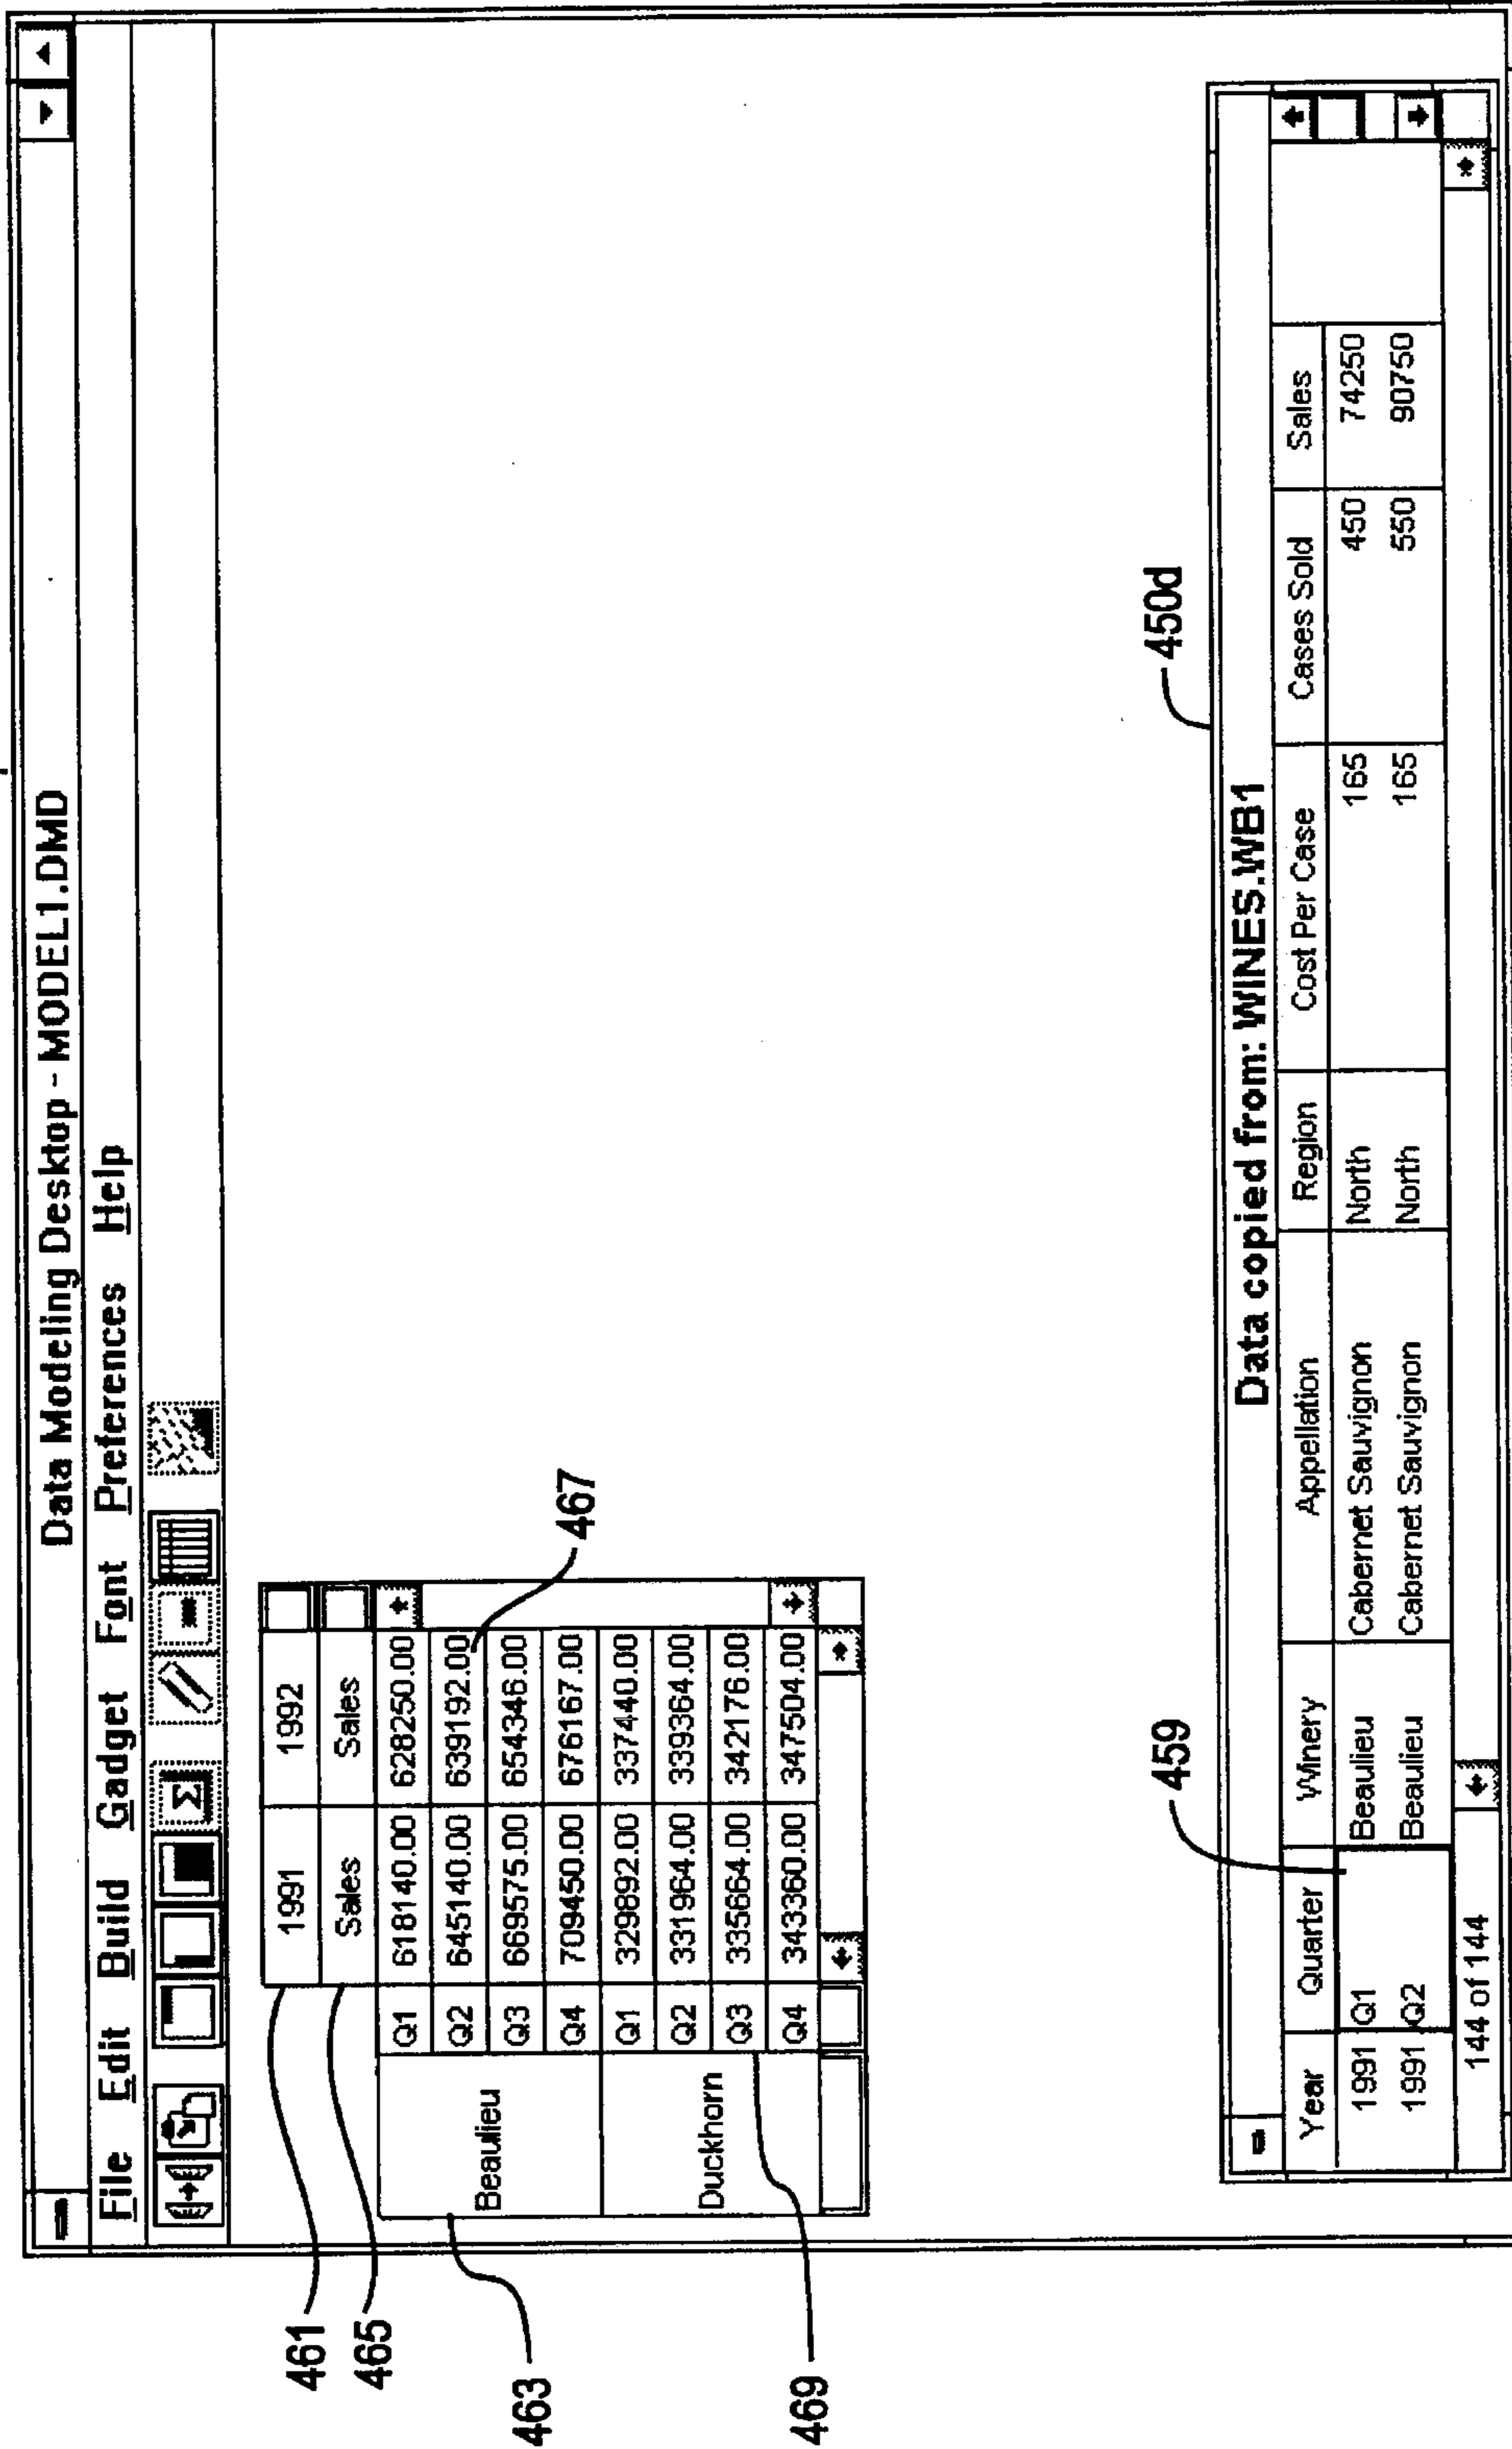 Data Modeling Desktop - MODEL1.DMD
File Edit Build Gadget Font Preferences Help
Σ
461
1991 1992
465
Sales Sales
463
Beaulieu Q1 618140.00 628250.00
Q2 645140.00 639192.00
467
Q3 669575.00 654346.00
Q4 709450.00 676167.00
Duckhorn Q1 329892.00 337440.00
Q2 331964.00 339364.00
Q3 335664.00 342176.00
469
Q4 343360.00 347504.00
459
450d
Data copied from: WINES.WB1
Year Quarter Winery Appellation Region Cost Per Case Cases Sold Sales
1991 Q1 Beaulieu Cabernet Sauvignon North 165 450 74250
1991 Q2 Beaulieu Cabernet Sauvignon North 165 550 90750
144 of 144